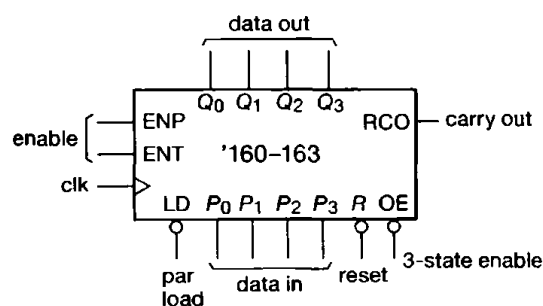 data out
Q0 Q1 Q2 Q3
ENP
RCO
carry out
enable
ENT
'160–163
clk
LD P0 P1 P2 P3 R OE
3-state enable
par load
data in
reset